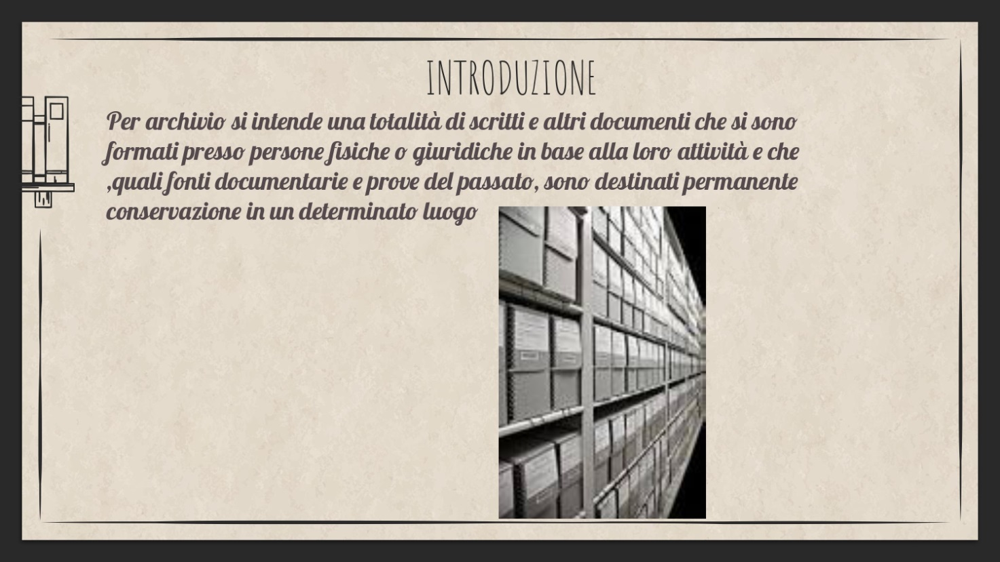 INTRODUZIONE
Per archivio si intende una totalità di scritti e altri documenti che si sono
formati presso persone fisiche o giuridiche in base alla loro attività e che
,quali fonti documentarie e prove del passato, sono destinati permanente
conservazione in un determinato luogo